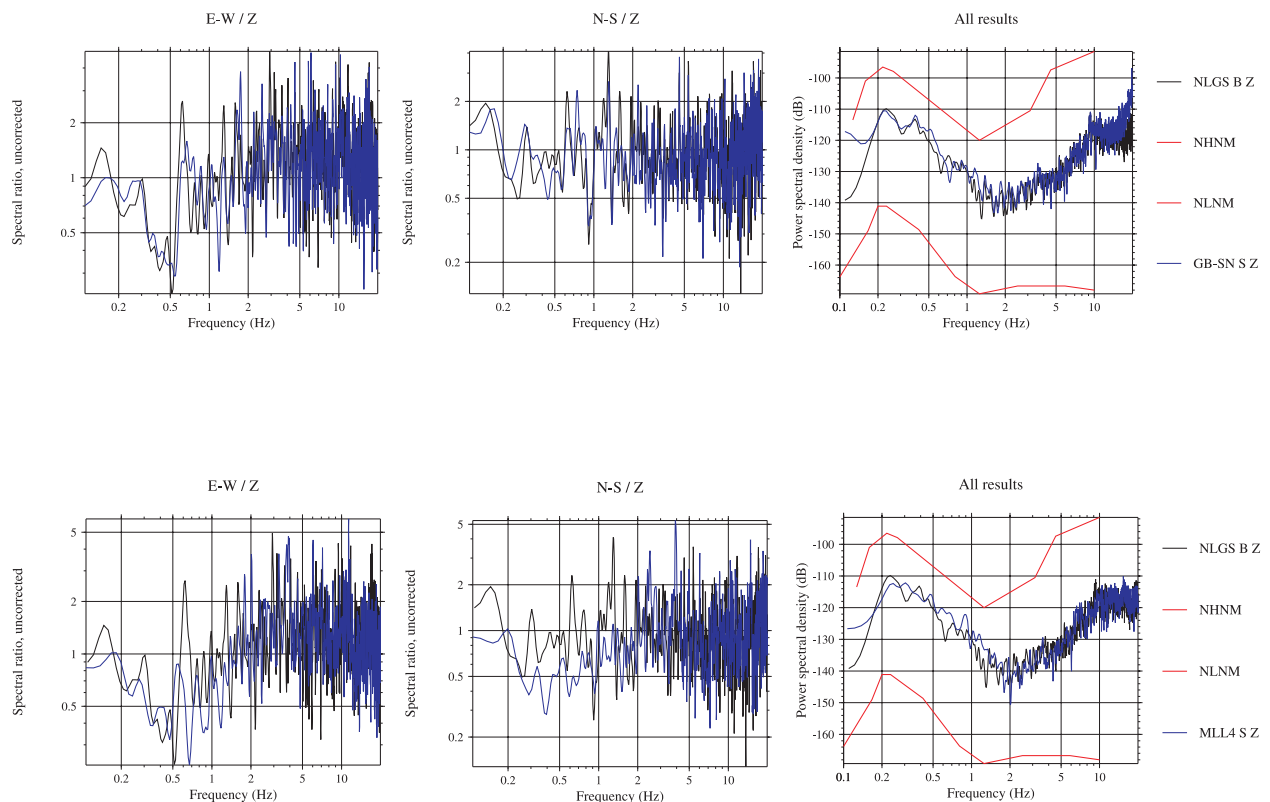 E-W / Z
N-S / Z
All results
Spectral ratio, uncorrected
2
1
0.5
0.2
0.5
1
2
5
10
Frequency (Hz)
Spectral ratio, uncorrected
2
1
0.5
0.2
0.2
0.5
1
2
5
10
Frequency (Hz)
Power spectral density (dB)
-100
-110
-120
-130
-140
-150
-160
0.1
0.2
0.5
1
2
5
10
Frequency (Hz)
NLGS B Z
NHNM
NLNM
GB-SN S Z
E-W / Z
N-S / Z
All results
Spectral ratio, uncorrected
5
2
1
0.5
0.2
0.5
1
2
5
10
Frequency (Hz)
Spectral ratio, uncorrected
5
2
1
0.5
0.2
0.2
0.5
1
2
5
10
Frequency (Hz)
Power spectral density (dB)
-100
-110
-120
-130
-140
-150
-160
0.1
0.2
0.5
1
2
5
10
Frequency (Hz)
NLGS B Z
NHNM
NLNM
MLL4 S Z